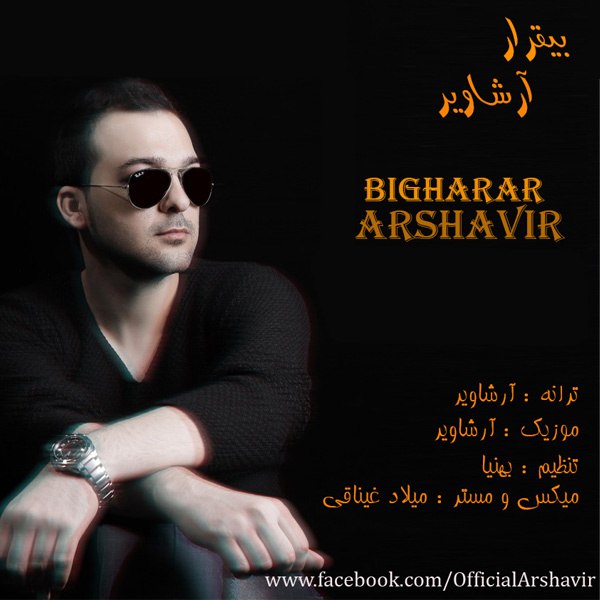 بیقرار
آرشاویر
BIGHARAR
ARSHAVIR
ترانه : آرشاویر
موزیک : آرشاویر
تنظیم : بهنیا
میکس و مستر : میلاد غیناقی
www.facebook.com/OfficialArshavir